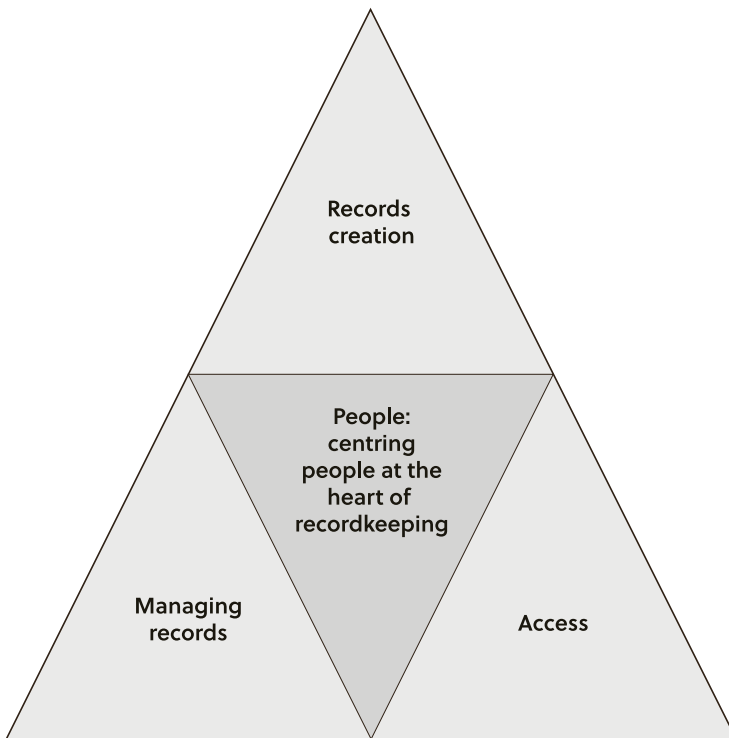 Records
creation
People:
centring
people at the
heart of
recordkeeping
Managing
records
Access